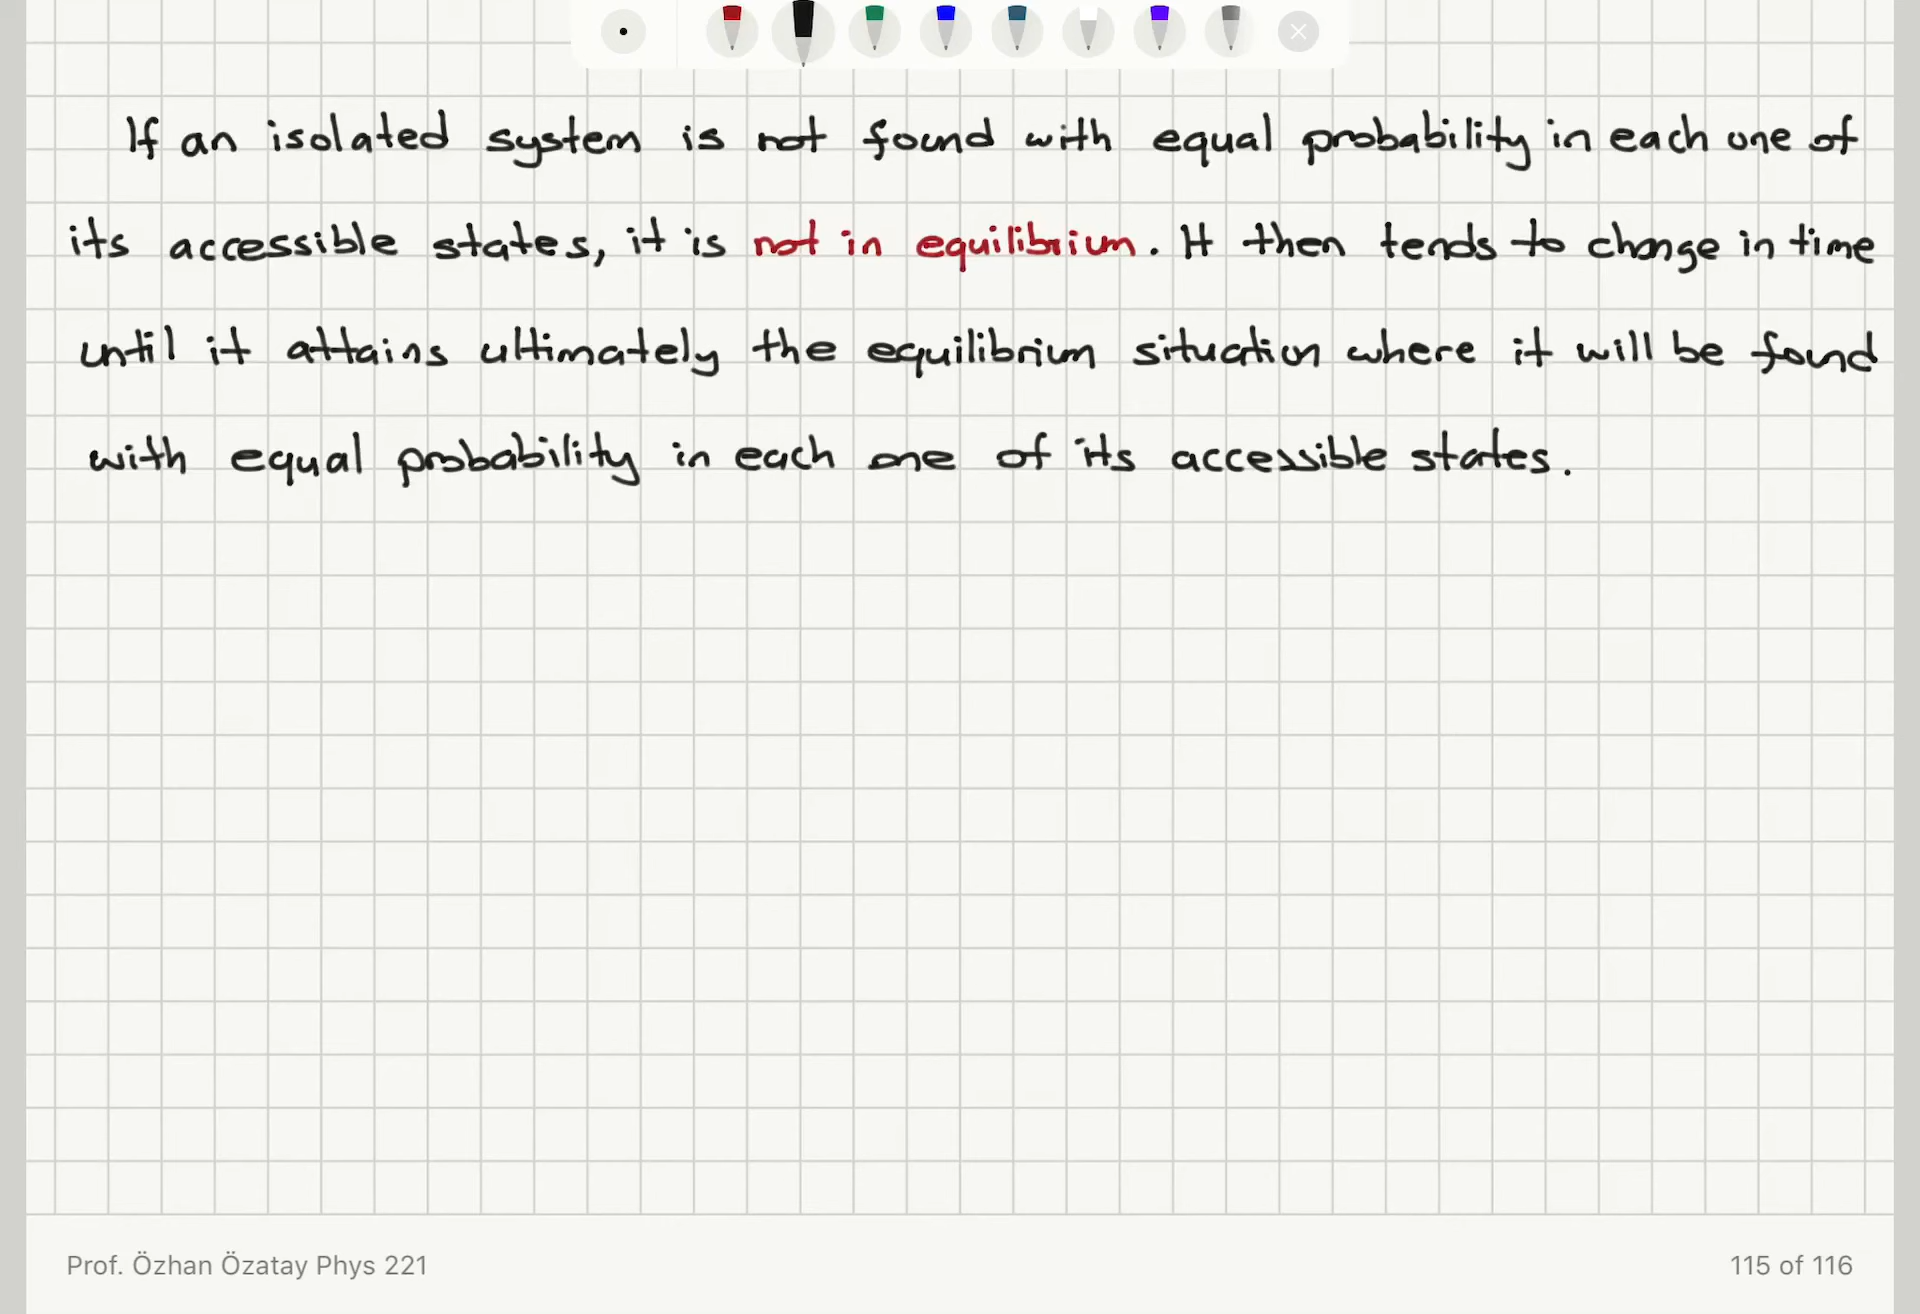 If an isolated system is not found with equal probability in each one of
its accessible states, it is not in equilibrium. It then tends to change in time
until it attains ultimately the equilibrium situation where it will be found
with equal probability in each one of its accessible states.
Prof. Özhan Özatay Phys 221
115 of 116